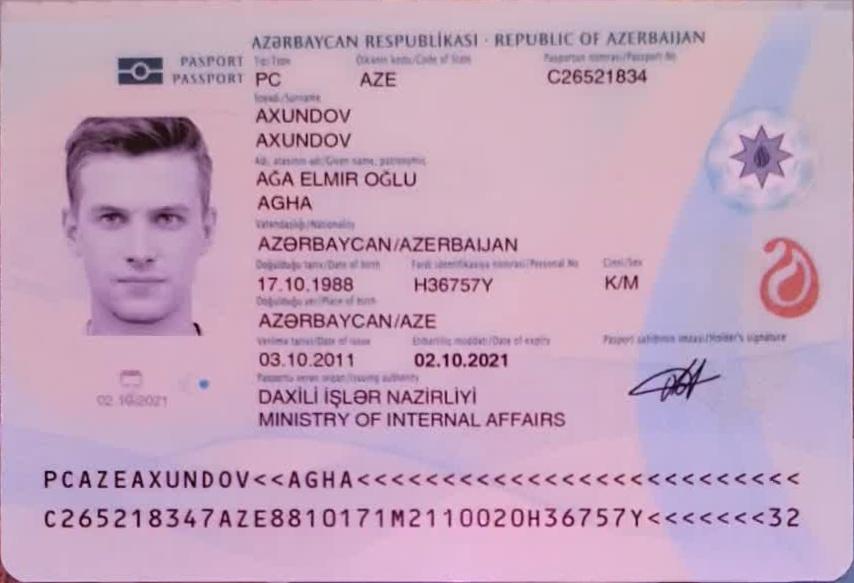 AZƏRBAYCAN RESPUBLİKASI · REPUBLIC OF AZERBAIJAN
PASPORT
PASSPORT
Tip/Type
PC
Ölkənin kodu/Code of State
AZE
Pasportun nömrəsi/Passport No
C26521834
Soyadı/Surname
AXUNDOV
AXUNDOV
Adı, atasının adı/Given name, patronymic
AĞA ELMIR OĞLU
AGHA
Vətəndaşlığı/Nationality
AZƏRBAYCAN/AZERBAIJAN
Doğulduğu tarix/Date of birth
17.10.1988
Fərdi identifikasiya nömrəsi/Personal No
H36757Y
Cinsi/Sex
K/M
Doğulduğu yer/Place of birth
AZƏRBAYCAN/AZE
Verilmə tarixi/Date of issue
03.10.2011
Etibarlılıq müddəti/Date of expiry
02.10.2021
Pasport sahibinin imzası/Holder's signature
Pasportu verən orqan/Issuing authority
DAXİLİ İŞLƏR NAZİRLİYİ
MINISTRY OF INTERNAL AFFAIRS
02.10.2021
PCAZEAXUNDOV<<AGHA<<<<<<<<<<<<<<<<<<<<<<<<<<
C265218347AZE8810171M2110020H36757Y<<<<<<<32